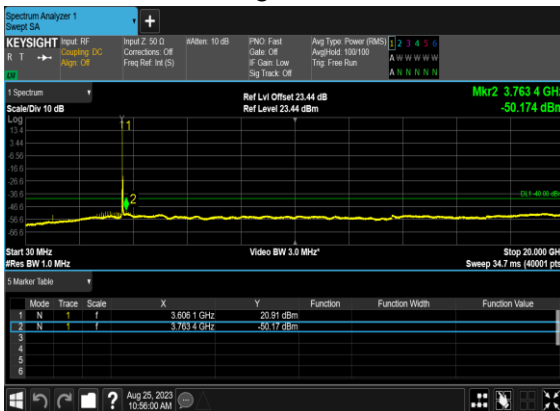 Spectrum Analyzer 1
Swept SA
+
KEYSIGHT Input: RF Input Z: 50 Ω #Atten: 10 dB PNO: Fast Avg Type: Power (RMS) 1 2 3 4 5 6
R T Coupling: DC Corrections: Off Gate: Off Avg|Hold: 100/100 A W W W W W
Align: Off Freq Ref: Int (S) IF Gain: Low Trig: Free Run
Sig Track: Off A N N N N N
LV
1 Spectrum Ref Lvl Offset 23.44 dB Mkr2 3.763 4 GHz
Scale/Div 10 dB Ref Level 23.44 dBm -50.174 dBm
Log
13.4
3.44
-6.56
-16.6
-26.6
-36.6
-46.6
-56.6
-66.6
1
2
DL1 -40.00 dBm
Start 30 MHz Video BW 3.0 MHz* Stop 20.000 GHz
#Res BW 1.0 MHz Sweep 34.7 ms (40001 pts)
5 Marker Table
Mode Trace Scale X Y Function Function Width Function Value
1 N 1 f 3.606 1 GHz 20.91 dBm
2 N 1 f 3.763 4 GHz -50.17 dBm
3
4
5
6
? Aug 25, 2023
10:56:00 AM